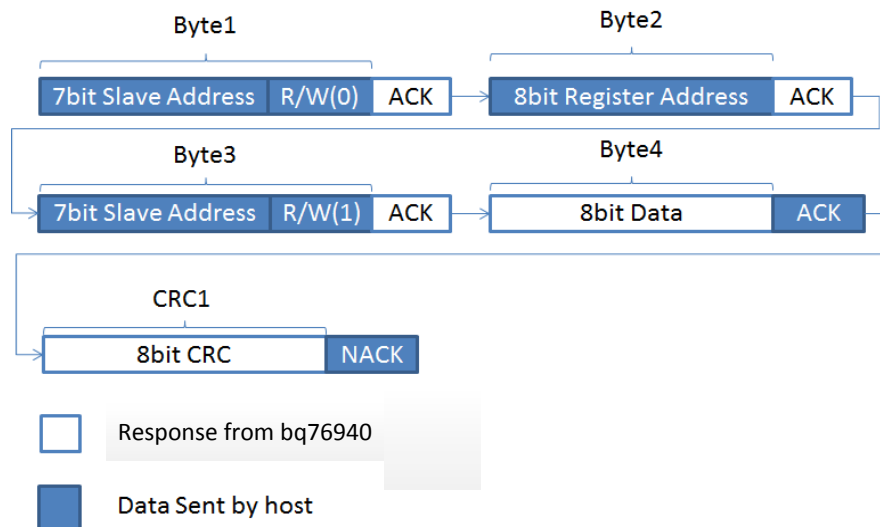 Byte1
Byte2
7bit Slave Address R/W(0) ACK
8bit Register Address ACK
Byte3
Byte4
7bit Slave Address R/W(1) ACK
8bit Data ACK
CRC1
8bit CRC NACK
Response from bq76940
Data Sent by host